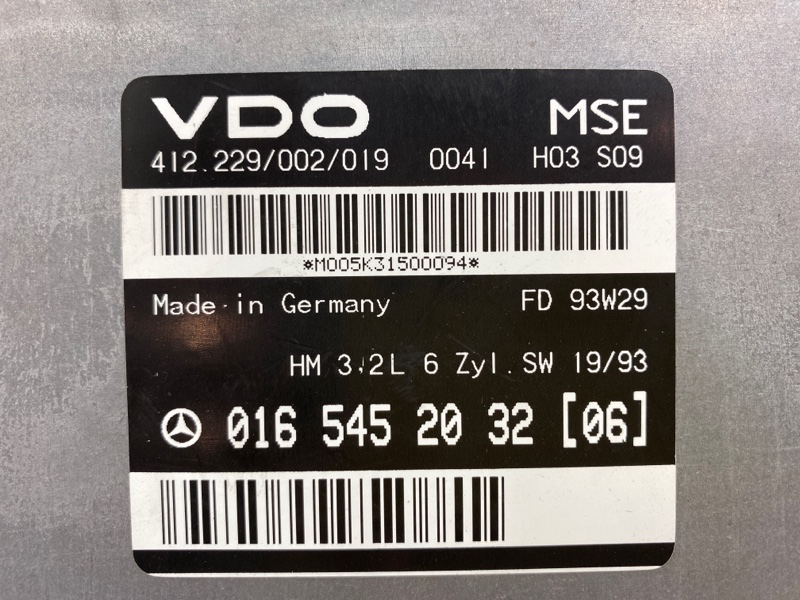 VDO MSE
412.229/002/019 0041 H03 S09
*M005K31500094*
Made in Germany FD 93W29
HM 3.2L 6 Zyl. SW 19/93
016 545 20 32 [06]